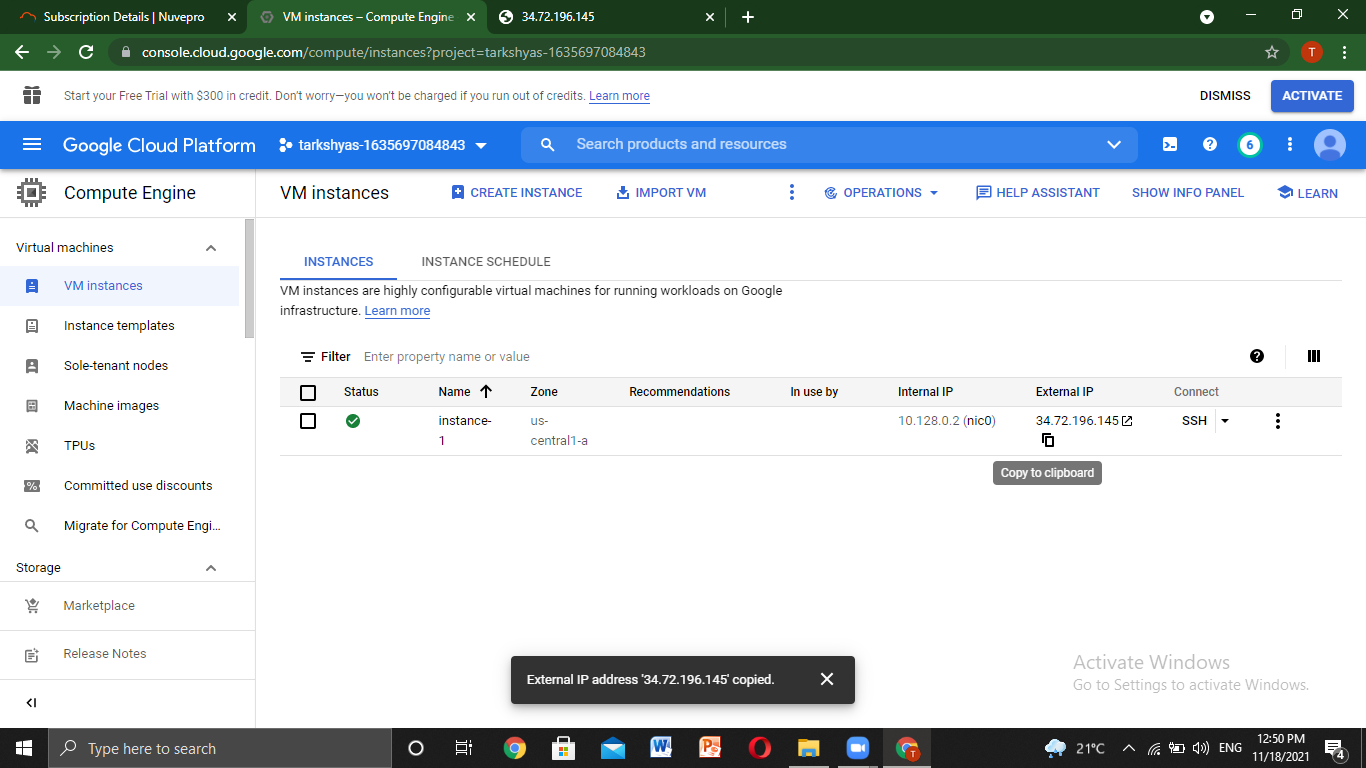 Subscription Details | Nuvepro
VM instances – Compute Engine
34.72.196.145
console.cloud.google.com/compute/instances?project=tarkshyas-1635697084843
T
Start your Free Trial with $300 in credit. Don't worry—you won't be charged if you run out of credits. Learn more
DISMISS
ACTIVATE
Google Cloud Platform
tarkshyas-1635697084843
Search products and resources
6
Compute Engine
VM instances
CREATE INSTANCE
IMPORT VM
OPERATIONS
HELP ASSISTANT
SHOW INFO PANEL
LEARN
Virtual machines
VM instances
Instance templates
Sole-tenant nodes
Machine images
TPUs
Committed use discounts
Migrate for Compute Engi...
Storage
Marketplace
Release Notes
INSTANCES
INSTANCE SCHEDULE
VM instances are highly configurable virtual machines for running workloads on Google
infrastructure. Learn more
Filter Enter property name or value
Status Name Zone Recommendations In use by Internal IP External IP Connect
instance-
1
us-
central1-a
10.128.0.2 (nic0)
34.72.196.145
SSH
Copy to clipboard
External IP address '34.72.196.145' copied.
Activate Windows
Go to Settings to activate Windows.
Type here to search
21°C
ENG
12:50 PM
11/18/2021
4